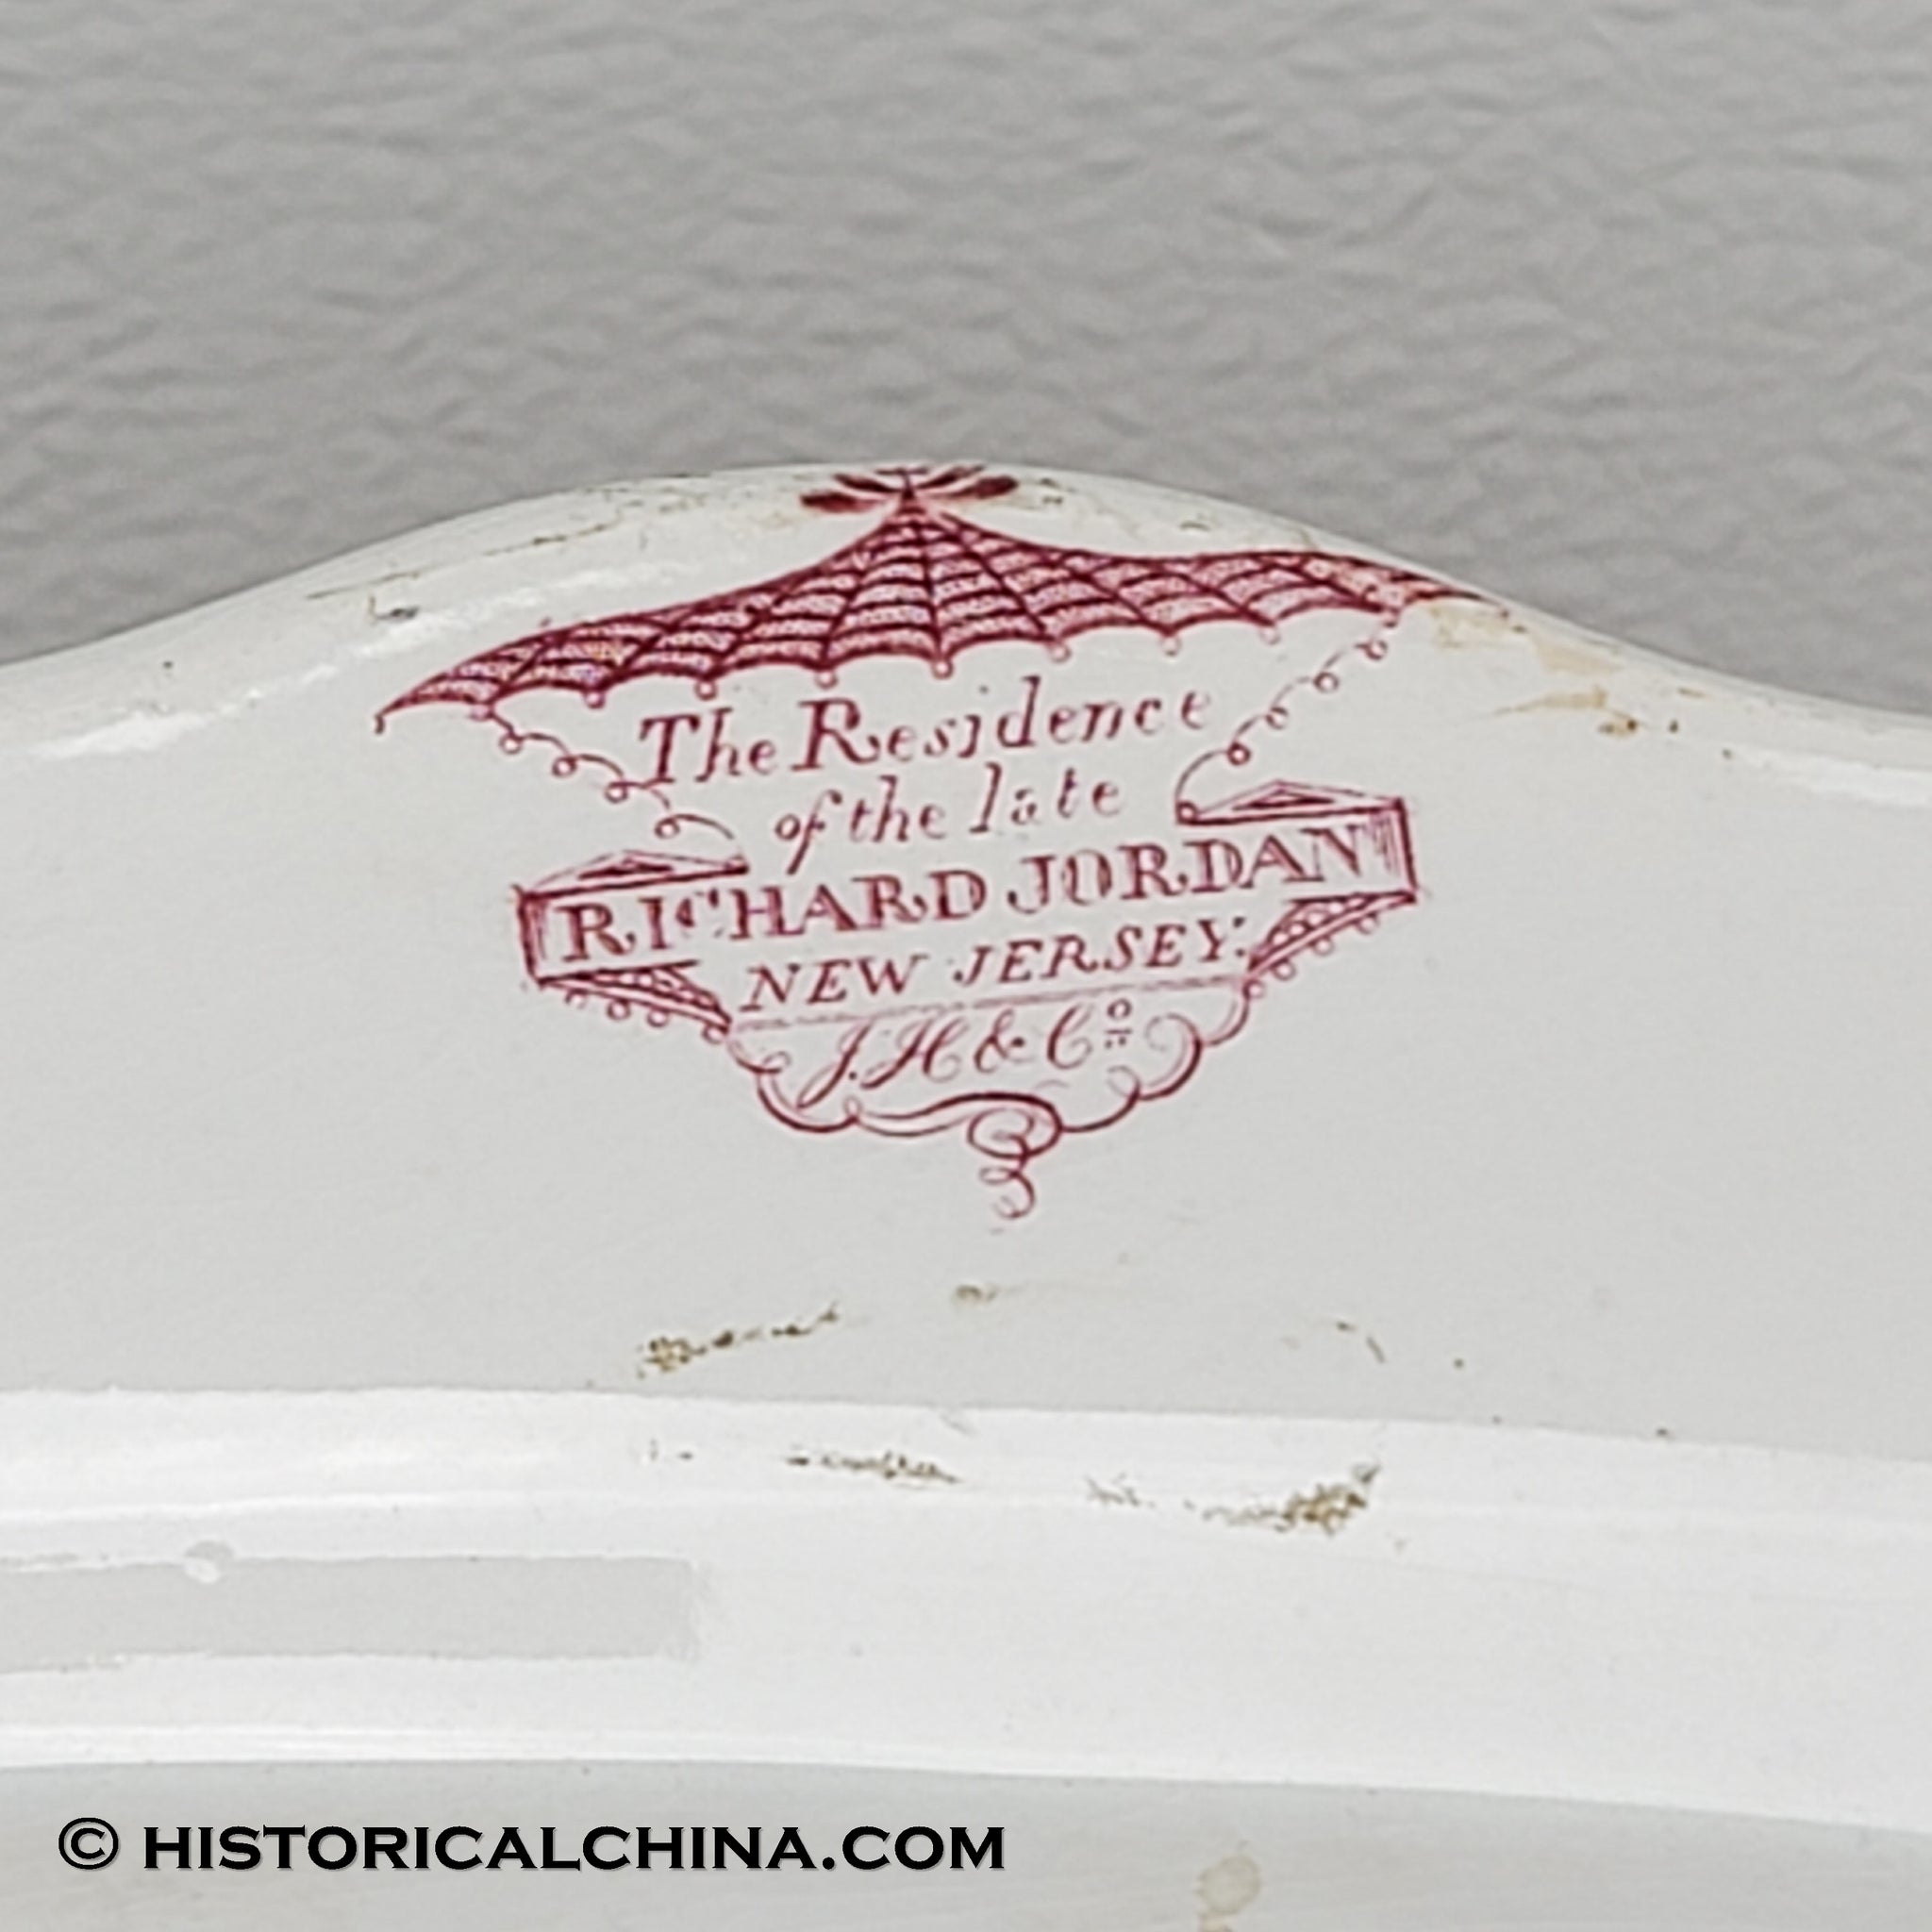 The Residence
of the late
RICHARD JORDAN
NEW JERSEY.
J. H & Co
© HISTORICALCHINA.COM